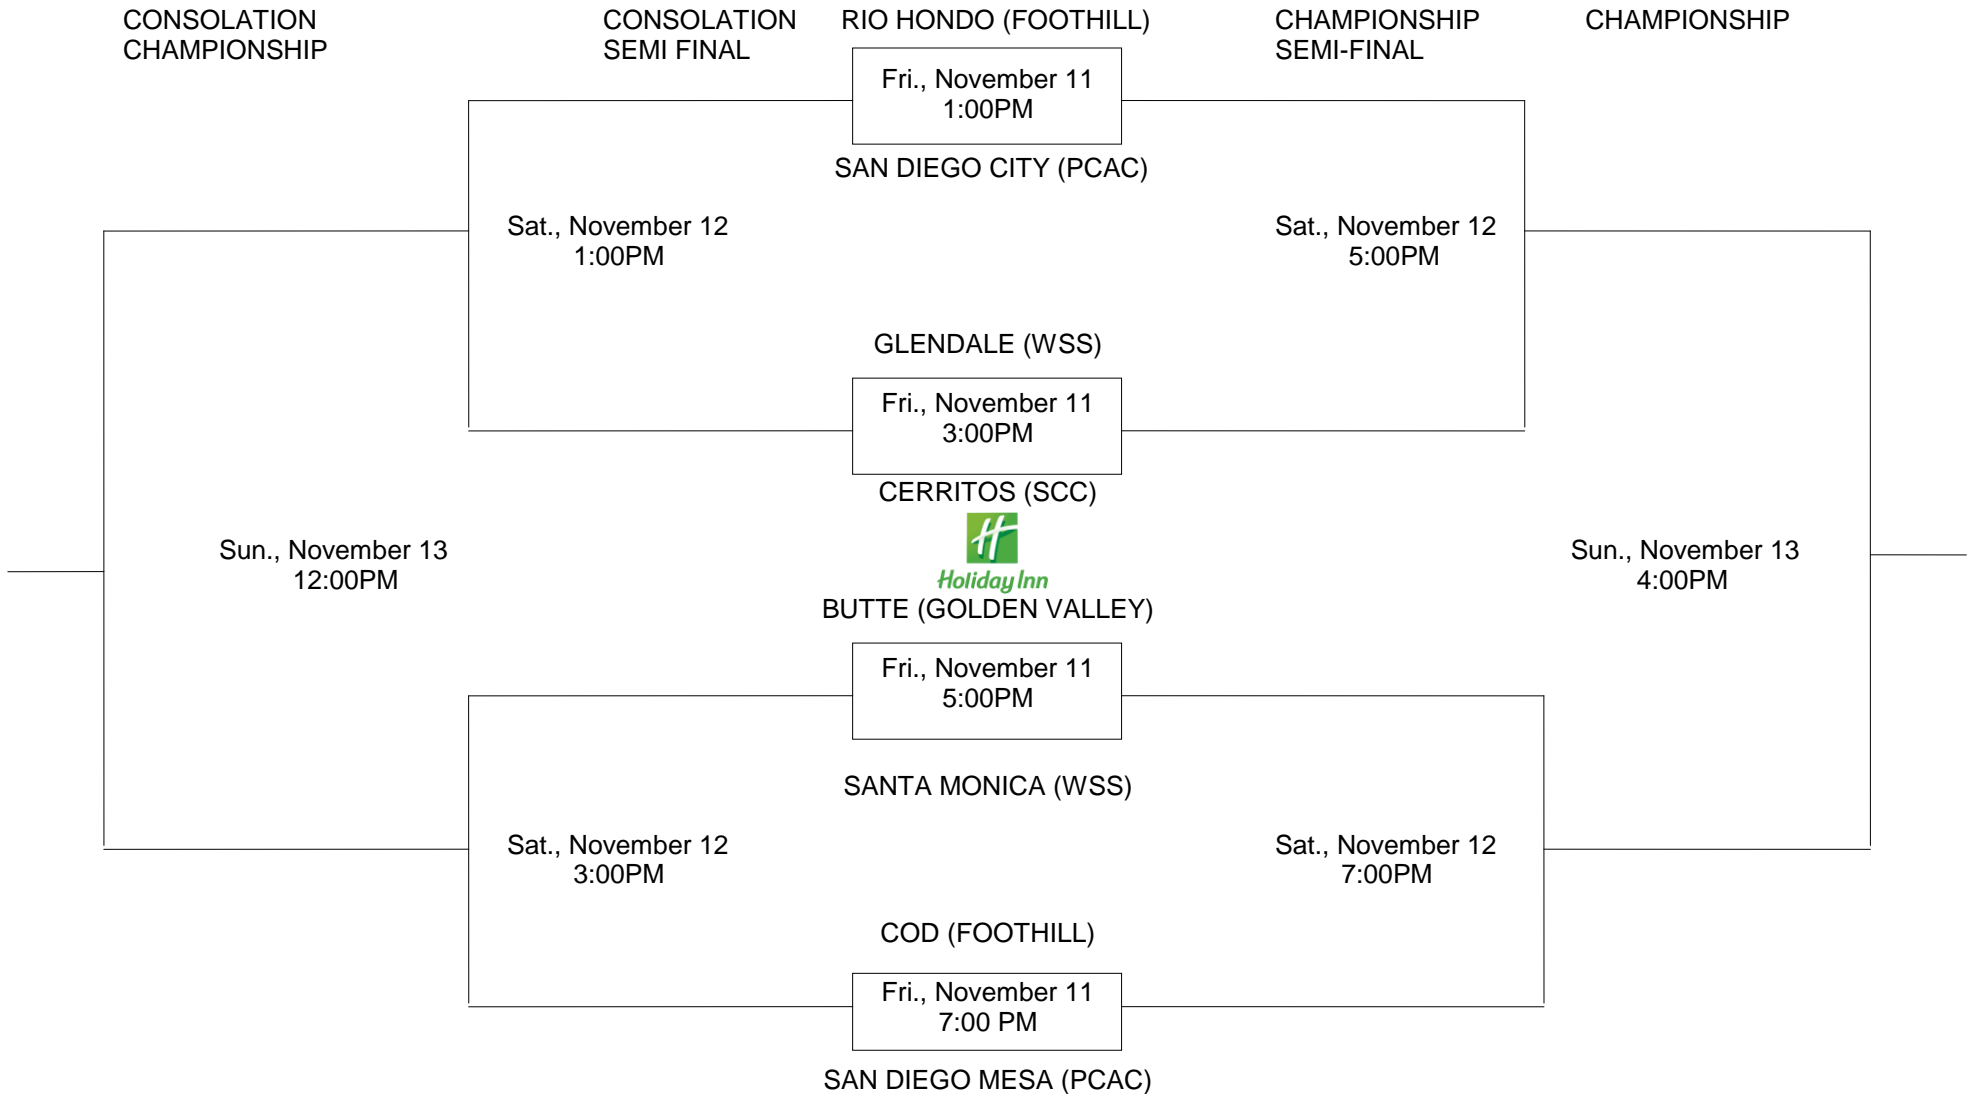 CONSOLATION
CHAMPIONSHIP
CONSOLATION
SEMI FINAL
RIO HONDO (FOOTHILL)
CHAMPIONSHIP
SEMI-FINAL
CHAMPIONSHIP
Fri., November 11
1:00PM
SAN DIEGO CITY (PCAC)
Sat., November 12
1:00PM
Sat., November 12
5:00PM
GLENDALE (WSS)
Fri., November 11
3:00PM
CERRITOS (SCC)
Sun., November 13
12:00PM
H
Holiday Inn
Sun., November 13
4:00PM
BUTTE (GOLDEN VALLEY)
Fri., November 11
5:00PM
SANTA MONICA (WSS)
Sat., November 12
3:00PM
Sat., November 12
7:00PM
COD (FOOTHILL)
Fri., November 11
7:00 PM
SAN DIEGO MESA (PCAC)